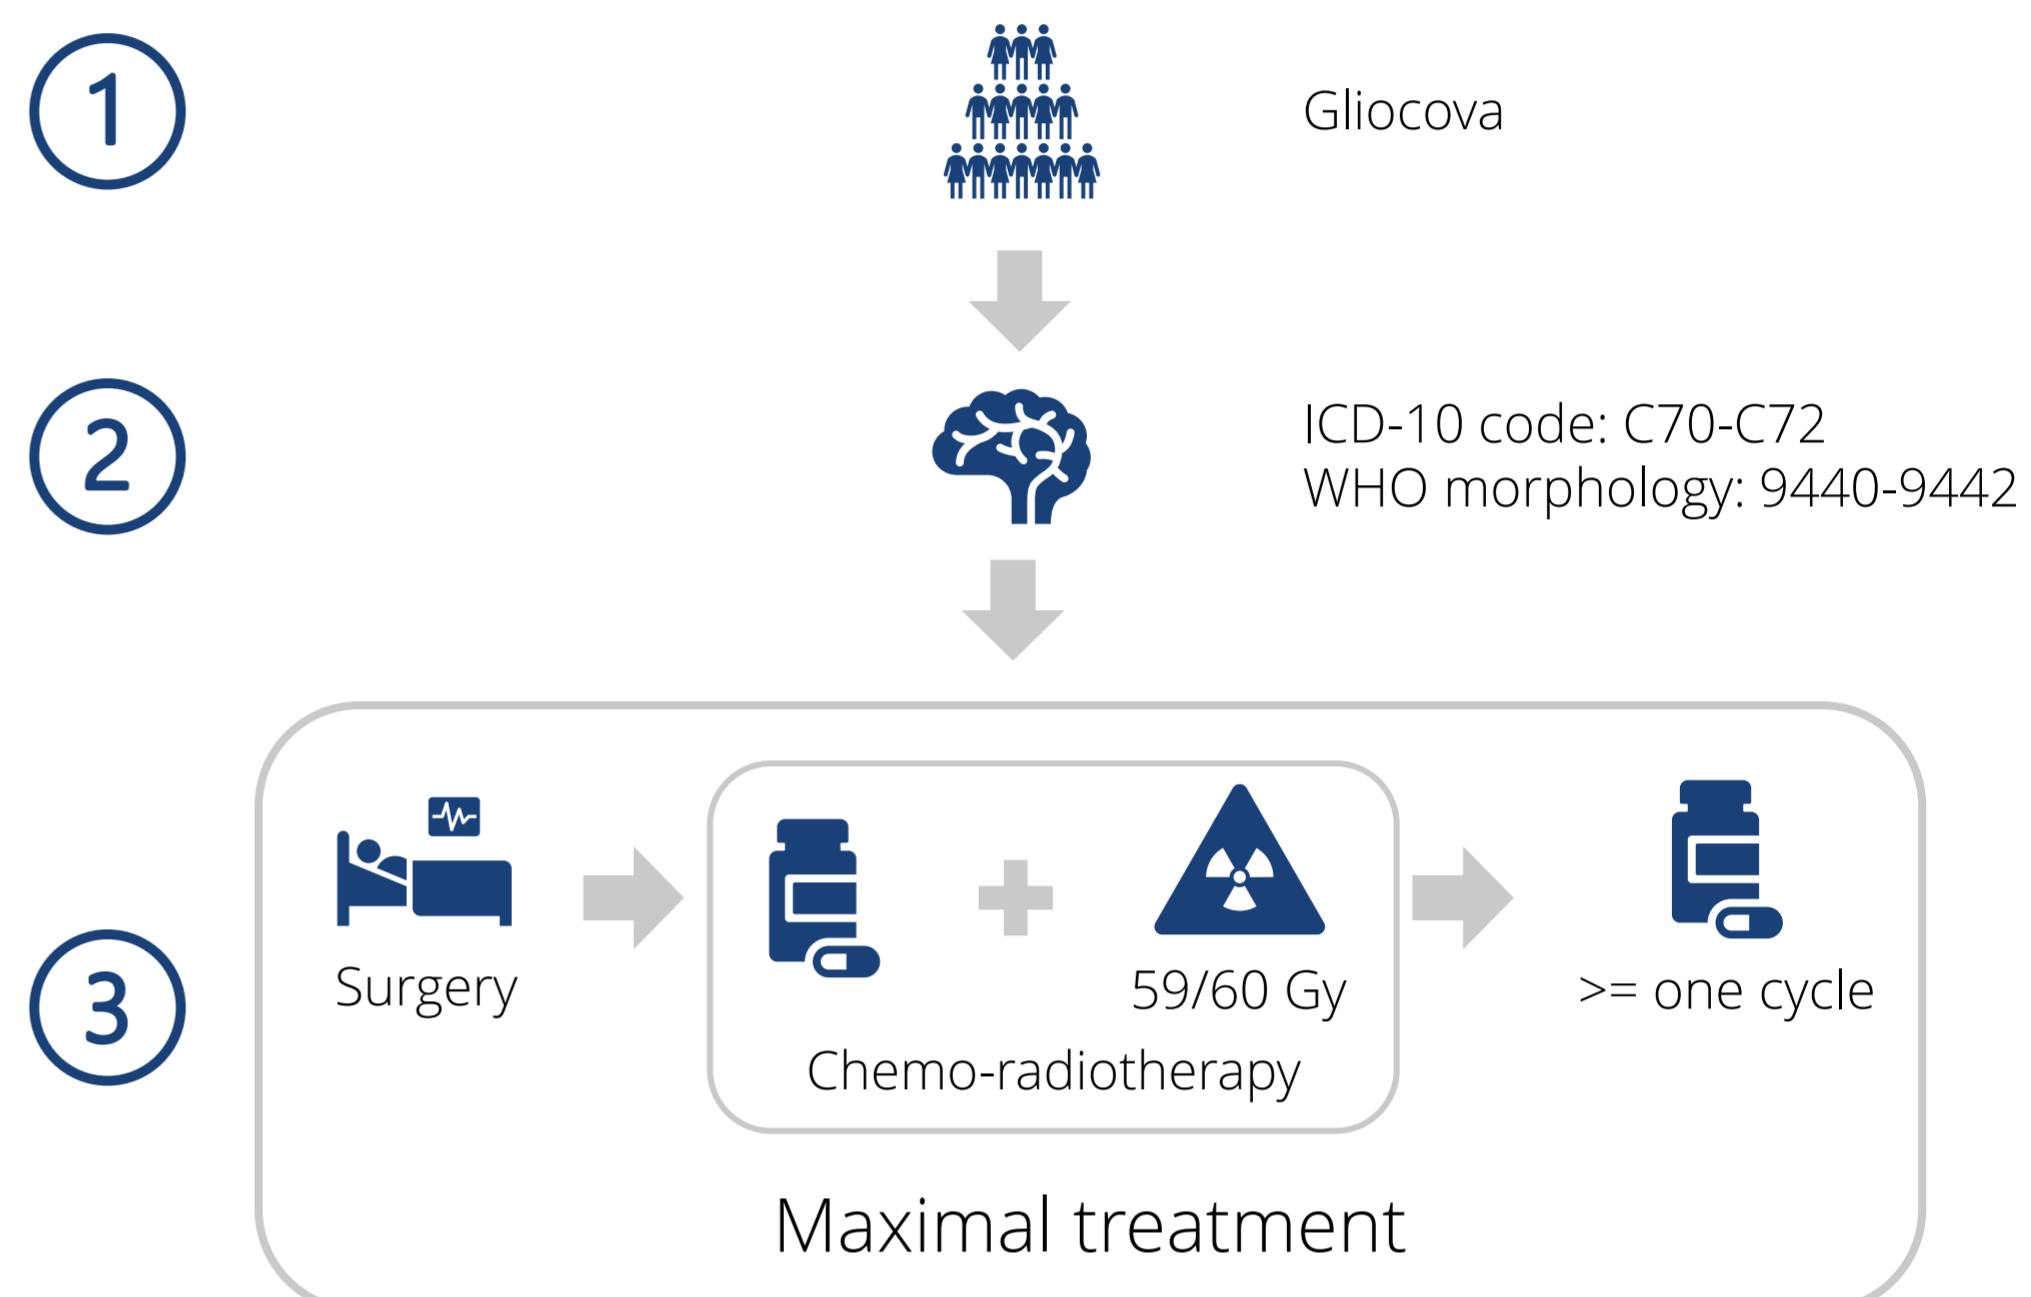 1
Gliocova
2
ICD-10 code: C70-C72
WHO morphology: 9440-9442
3
Surgery
59/60 Gy
Chemo-radiotherapy
>= one cycle
Maximal treatment